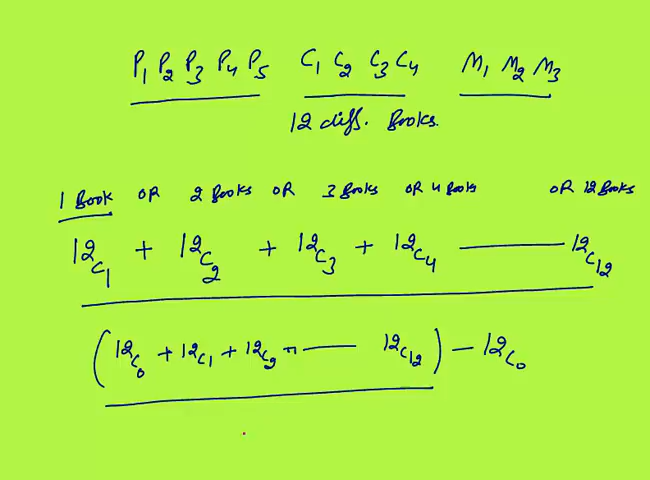 P1 P2 P3 P4 P5 C1 C2 C3 C4 M1 M2 M3
12 diff. Books.
1 Book OR 2 Books OR 3 Books OR 4 Books OR 12 Books
12C1 + 12C2 + 12C3 + 12C4 —— 12C12
(12C0 + 12C1 + 12C2 + —— 12C12) — 12C0